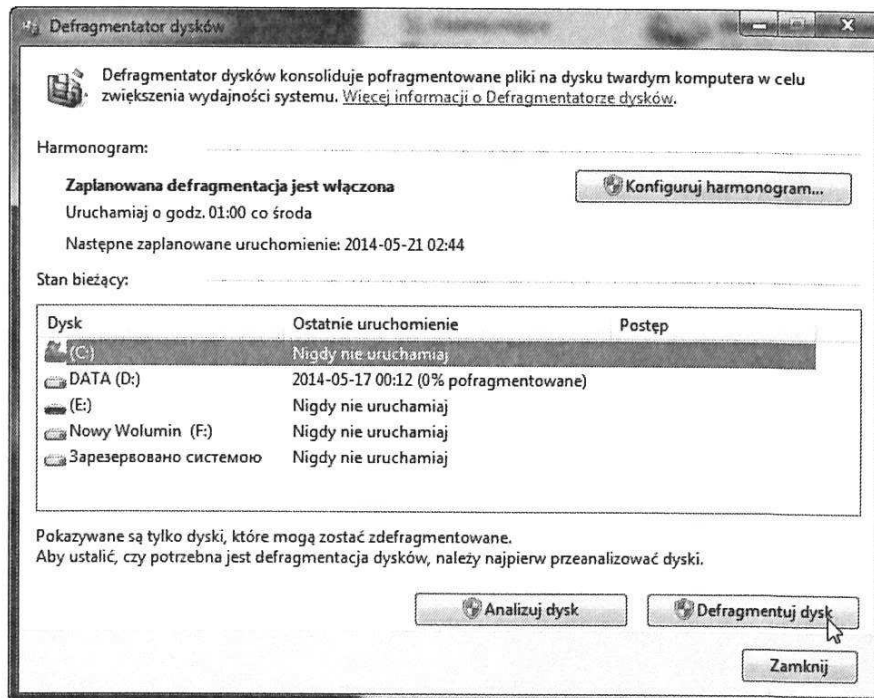 Defragmentator dysków
Defragmentator dysków konsoliduje pofragmentowane pliki na dysku twardym komputera w celu
zwiększenia wydajności systemu. Więcej informacji o Defragmentatorze dysków.
Harmonogram:
Zaplanowana defragmentacja jest włączona
Konfiguruj harmonogram...
Uruchamiaj o godz. 01:00 co środa
Następne zaplanowane uruchomienie: 2014-05-21 02:44
Stan bieżący:
Dysk Ostatnie uruchomienie Postęp
(C:) Nigdy nie uruchamiaj
DATA (D:) 2014-05-17 00:12 (0% pofragmentowane)
(E:) Nigdy nie uruchamiaj
Nowy Wolumin (F:) Nigdy nie uruchamiaj
Зарезервовано системою Nigdy nie uruchamiaj
Pokazywane są tylko dyski, które mogą zostać zdefragmentowane.
Aby ustalić, czy potrzebna jest defragmentacja dysków, należy najpierw przeanalizować dyski.
Analizuj dysk Defragmentuj dysk
Zamknij